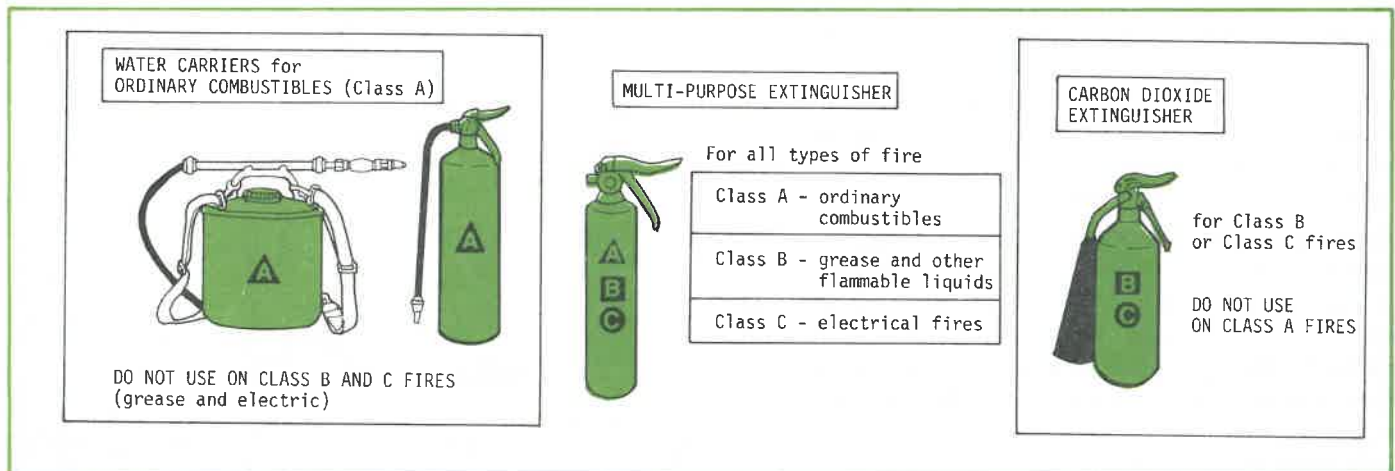 WATER CARRIERS for
ORDINARY COMBUSTIBLES (Class A)
A
A
DO NOT USE ON CLASS B AND C FIRES
(grease and electric)
MULTI-PURPOSE EXTINGUISHER
For all types of fire
A
B
C
Class A - ordinary
combustibles
Class B - grease and other
flammable liquids
Class C - electrical fires
CARBON DIOXIDE
EXTINGUISHER
B
C
for Class B
or Class C fires
DO NOT USE
ON CLASS A FIRES